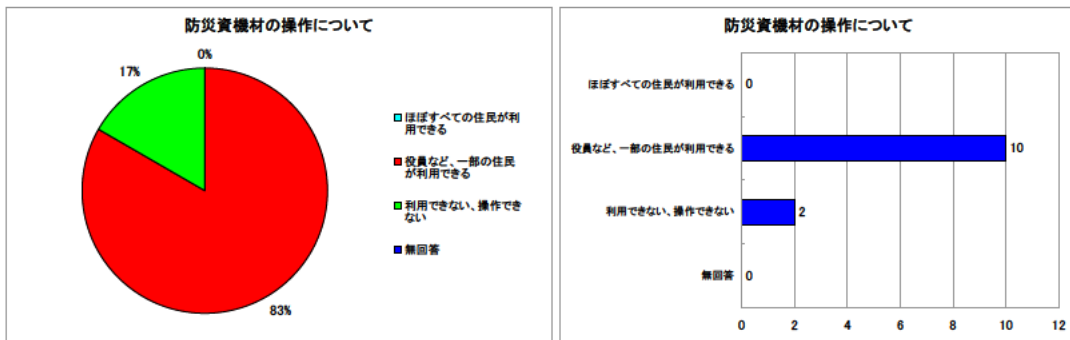 防災資機材の操作について
0%
17%
83%
ほぼすべての住民が利
用できる
役員など、一部の住民
が利用できる
利用できない、操作でき
ない
無回答
防災資機材の操作について
ほぼすべての住民が利用できる
0
役員など、一部の住民が利用できる
10
利用できない、操作できない
2
無回答
0
0 2 4 6 8 10 12